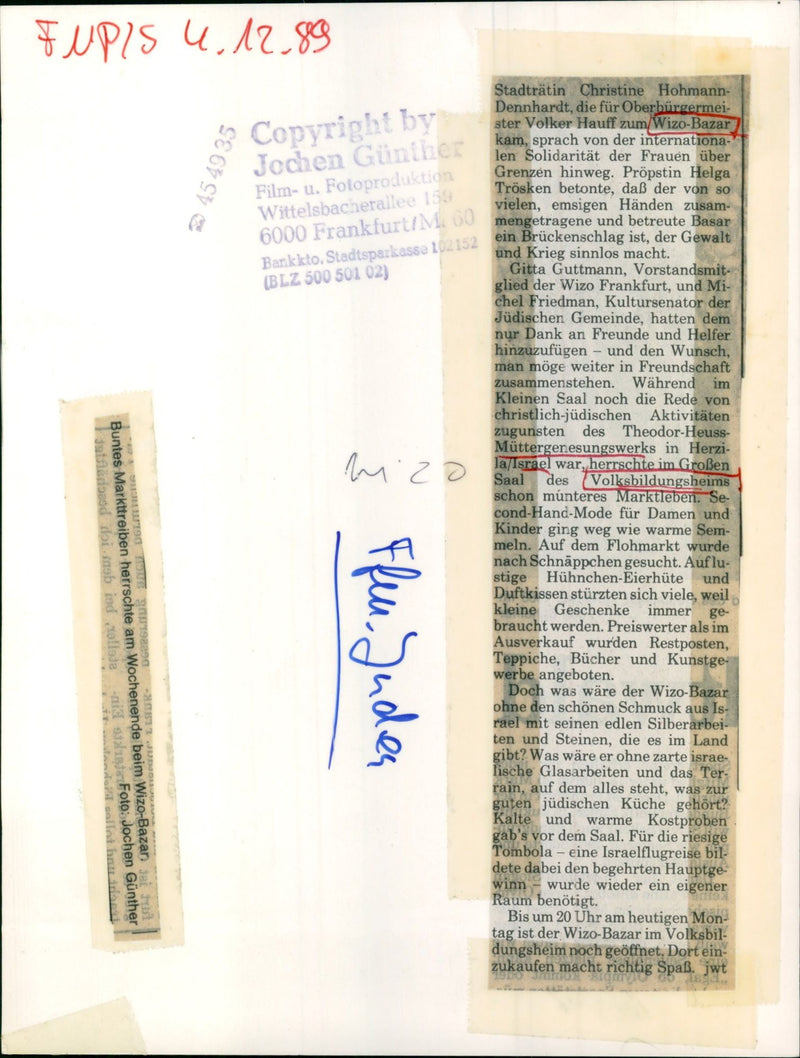 FNP/S 4.12.89
D 454935
Copyright by
Jochen Günther
Film- u. Fotoproduktion
Wittelsbacherallee 159
6000 Frankfurt/M. 60
Bankkto. Stadtsparkasse 102152
(BLZ 500 501 02)
Stadträtin Christine Hohmann-
Dennhardt, die für Oberbürgermei-
ster Volker Hauff zum Wizo-Bazar
kam, sprach von der internationa-
len Solidarität der Frauen über
Grenzen hinweg. Pröpstin Helga
Trösken betonte, daß der von so
vielen, emsigen Händen zusam-
mengetragene und betreute Basar
ein Brückenschlag ist, der Gewalt
und Krieg sinnlos macht.
Gitta Guttmann, Vorstandsmit-
glied der Wizo Frankfurt, und Mi-
chel Friedman, Kultursenator der
Jüdischen Gemeinde, hatten dem
nur Dank an Freunde und Helfer
hinzuzufügen – und den Wunsch,
man möge weiter in Freundschaft
zusammenstehen. Während im
Kleinen Saal noch die Rede von
christlich-jüdischen Aktivitäten
zugunsten des Theodor-Heuss-
Müttergenesungswerks in Herzi-
la/Israel war, herrschte im Großen
Saal des Volksbildungsheims
schon munteres Marktleben. Se-
cond-Hand-Mode für Damen und
Kinder ging weg wie warme Sem-
meln. Auf dem Flohmarkt wurde
nach Schnäppchen gesucht. Auf lu-
stige Hühnchen-Eierhüte und
Duftkissen stürzten sich viele, weil
kleine Geschenke immer ge-
braucht werden. Preiswerter als im
Ausverkauf wurden Restposten,
Teppiche, Bücher und Kunstge-
werbe angeboten.
Doch was wäre der Wizo-Bazar
ohne den schönen Schmuck aus Is-
rael mit seinen edlen Silberarbei-
ten und Steinen, die es im Land
gibt? Was wäre er ohne zarte israe-
lische Glasarbeiten und das Ter-
rain, auf dem alles steht, was zur
guten jüdischen Küche gehört?
Kalte und warme Kostproben
gab's vor dem Saal. Für die riesige
Tombola – eine Israelflugreise bil-
dete dabei den begehrten Hauptge-
winn – wurde wieder ein eigener
Raum benötigt.
Bis um 20 Uhr am heutigen Mon-
tag ist der Wizo-Bazar im Volksbil-
dungsheim noch geöffnet. Dort ein-
zukaufen macht richtig Spaß. jwt
Wizo
Ffm. Juden
Buntes Markttreiben herrschte am Wochenende beim Wizo-Bazar.
Foto: Jochen Günther